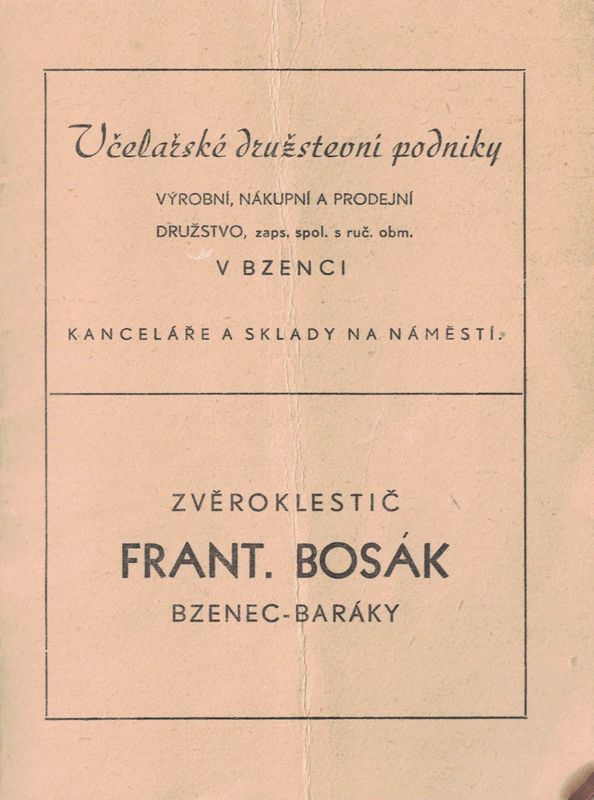 Včelařské družstevní podniky
VÝROBNÍ, NÁKUPNÍ A PRODEJNÍ
DRUŽSTVO, zaps. spol. s ruč. obm.
V BZENCI
KANCELÁŘE A SKLADY NA NÁMĚSTÍ.
ZVĚROKLESTIČ
FRANT. BOSÁK
BZENEC-BARÁKY